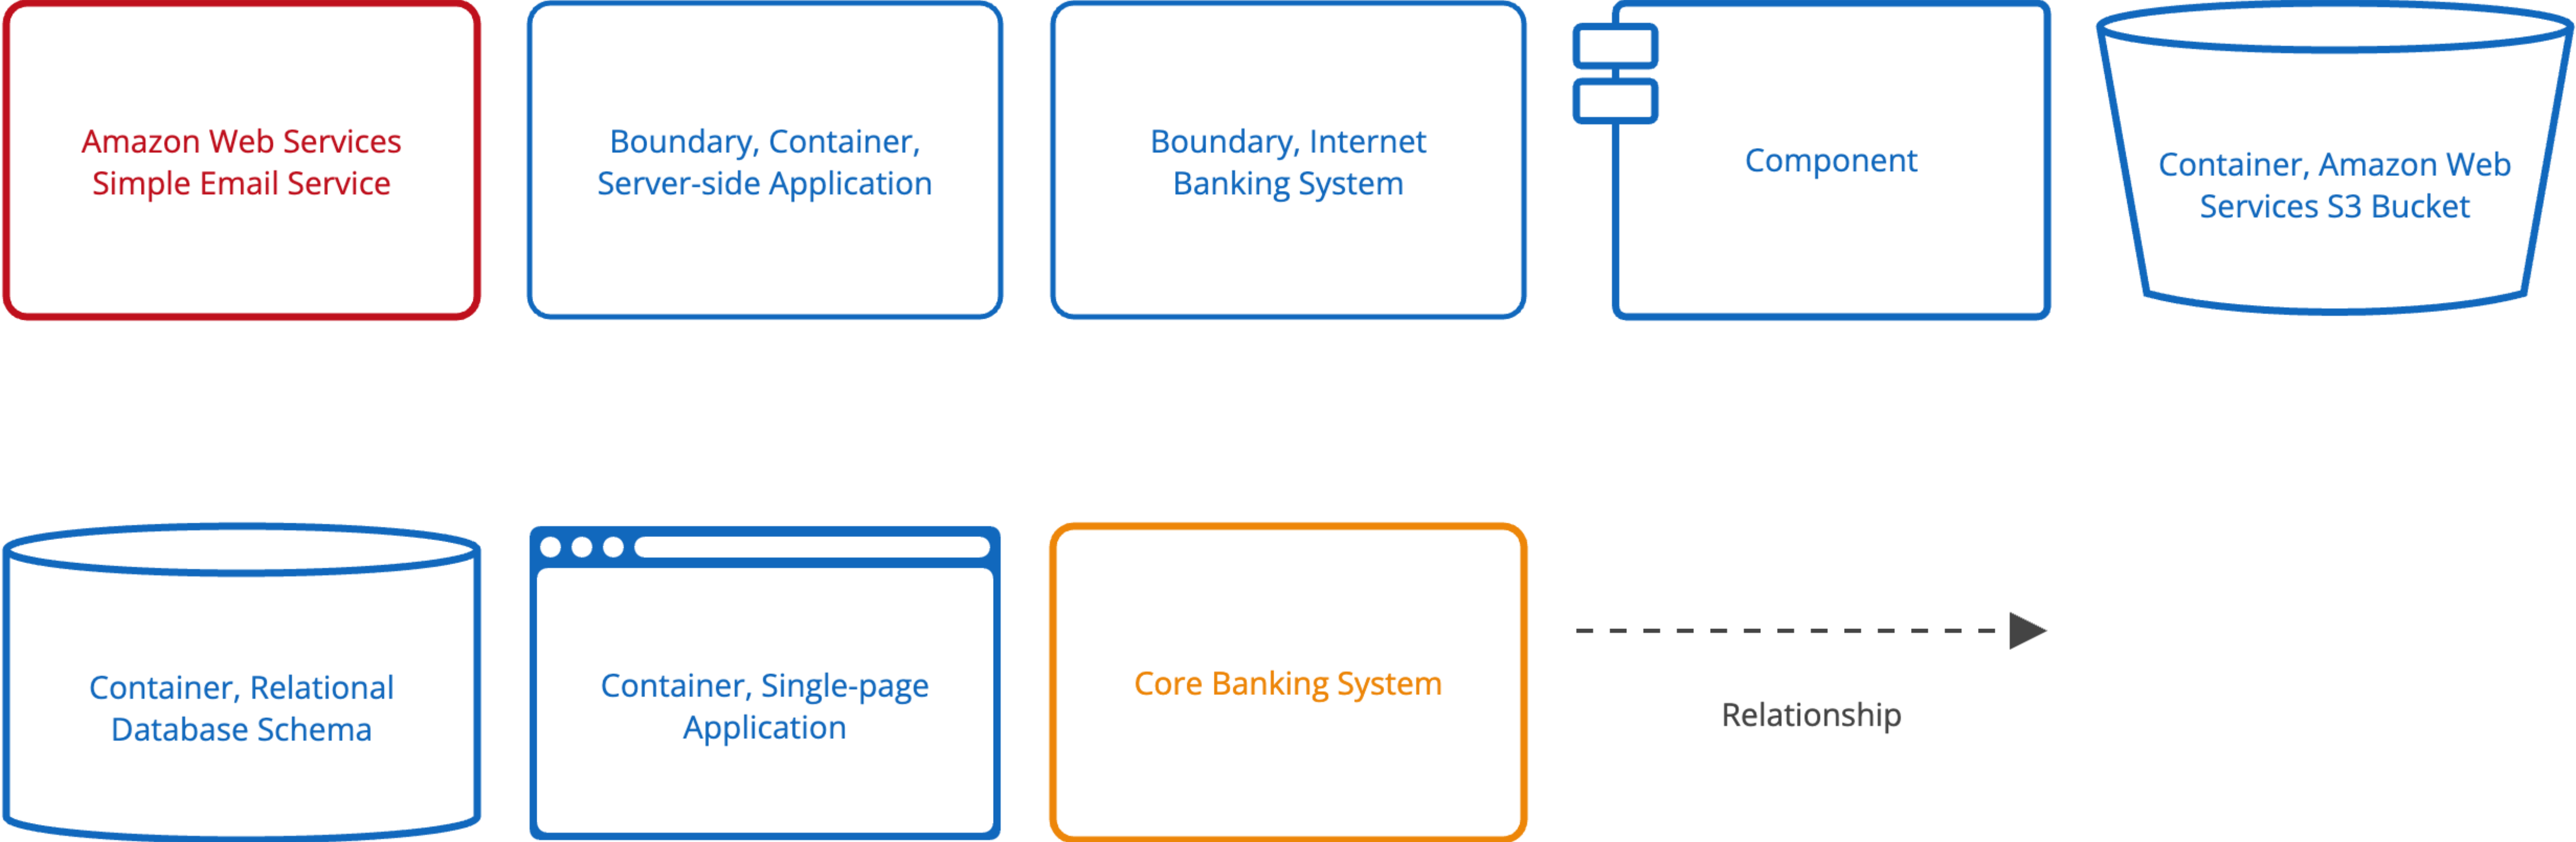 Amazon Web Services
Simple Email Service
Boundary, Container,
Server-side Application
Boundary, Internet
Banking System
Component
Container, Amazon Web
Services S3 Bucket
Container, Relational
Database Schema
Container, Single-page
Application
Core Banking System
Relationship